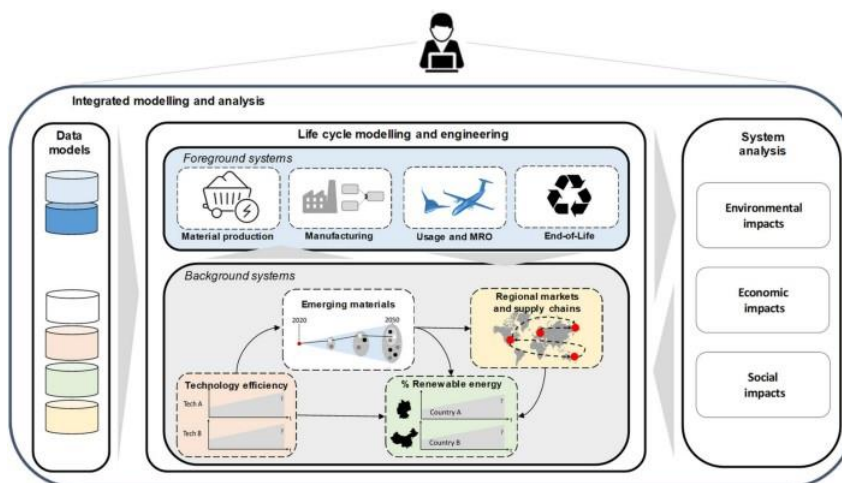 Integrated modelling and analysis
Data
models
Life cycle modelling and engineering
Foreground systems
Material production
Manufacturing
Usage and MRO
End-of-Life
Background systems
Emerging materials
2020
2050
Regional markets
and supply chains
Technology efficiency
Tech A
?
t
Tech B
?
t
% Renewable energy
Country A
?
t
Country B
?
t
System
analysis
Environmental
impacts
Economic
impacts
Social
impacts